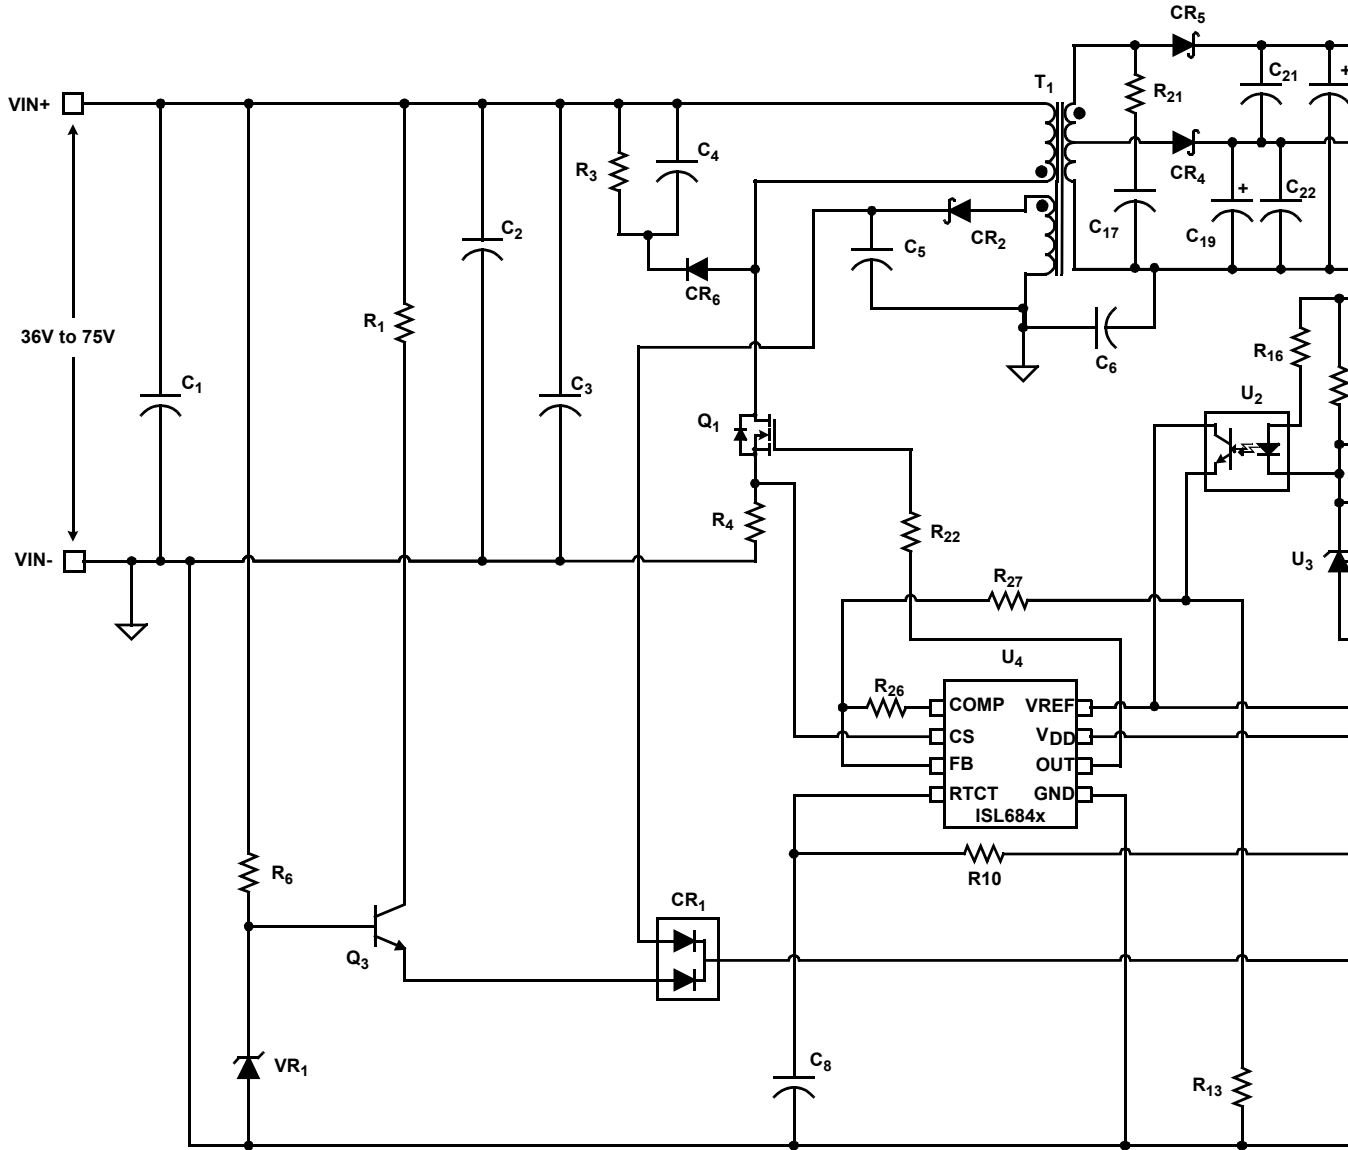 CR5
T1
C21
+
R21
VIN+
C4
R3
CR4
C22
+
C2
C5
CR2
C17
C19
CR6
R1
36V to 75V
R16
C6
C1
C3
U2
Q1
R4
R22
VIN-
U3
R27
U4
R26
COMP VREF
CS VDD
FB OUT
RTCT GND
ISL684x
R6
R10
CR1
Q3
C8
VR1
R13